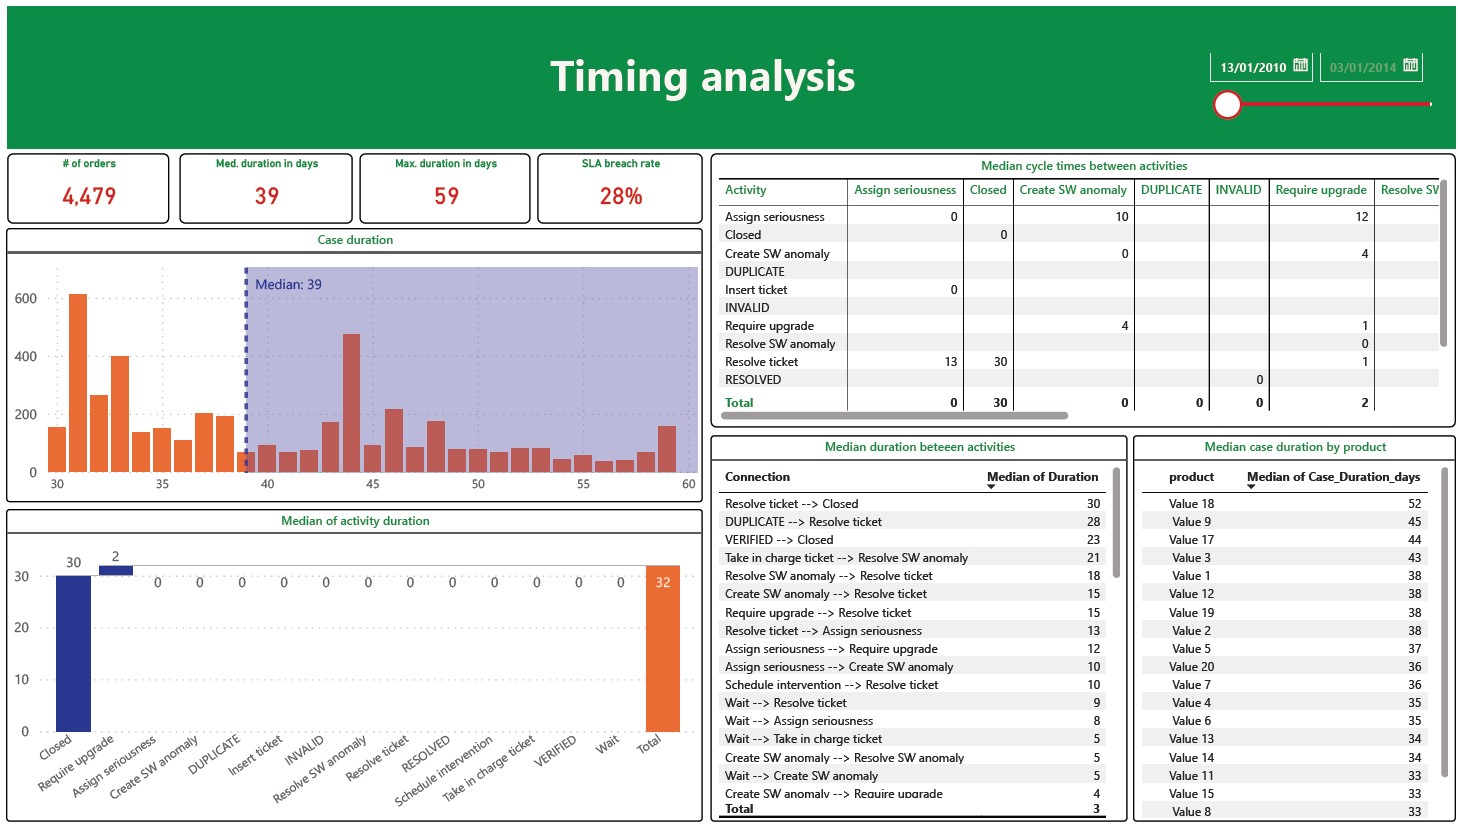 Timing analysis
13/01/2010 03/01/2014
# of orders
4,479
Med. duration in days
39
Max. duration in days
59
SLA breach rate
28%
Case duration
Median: 39
600
400
200
0
30 35 40 45 50 55 60
Median of activity duration
30 2 0 0 0 0 0 0 0 0 0 0 0 0 32
30
20
10
0
Closed
Require upgrade
Assign seriousness
Create SW anomaly
DUPLICATE
Insert ticket
INVALID
Resolve SW anomaly
Resolve ticket
RESOLVED
Schedule intervention
Take in charge ticket
VERIFIED
Wait
Total
Median cycle times between activities
Activity Assign seriousness Closed Create SW anomaly DUPLICATE INVALID Require upgrade Resolve SW
Assign seriousness 0 10 12
Closed 0
Create SW anomaly 0 4
DUPLICATE
Insert ticket 0
INVALID
Require upgrade 4 1
Resolve SW anomaly 0
Resolve ticket 13 30 1
RESOLVED 0
Total 0 30 0 0 0 2
Median duration beteeen activities
Connection Median of Duration
Resolve ticket --> Closed 30
DUPLICATE --> Resolve ticket 28
VERIFIED --> Closed 23
Take in charge ticket --> Resolve SW anomaly 21
Resolve SW anomaly --> Resolve ticket 18
Create SW anomaly --> Resolve ticket 15
Require upgrade --> Resolve ticket 15
Resolve ticket --> Assign seriousness 13
Assign seriousness --> Require upgrade 12
Assign seriousness --> Create SW anomaly 10
Schedule intervention --> Resolve ticket 10
Wait --> Resolve ticket 9
Wait --> Assign seriousness 8
Wait --> Take in charge ticket 5
Create SW anomaly --> Resolve SW anomaly 5
Wait --> Create SW anomaly 5
Create SW anomaly --> Require upgrade 4
Total 3
Median case duration by product
product Median of Case_Duration_days
Value 18 52
Value 9 45
Value 17 44
Value 3 43
Value 1 38
Value 12 38
Value 19 38
Value 2 38
Value 5 37
Value 20 36
Value 7 36
Value 4 35
Value 6 35
Value 13 34
Value 14 34
Value 11 33
Value 15 33
Value 8 33